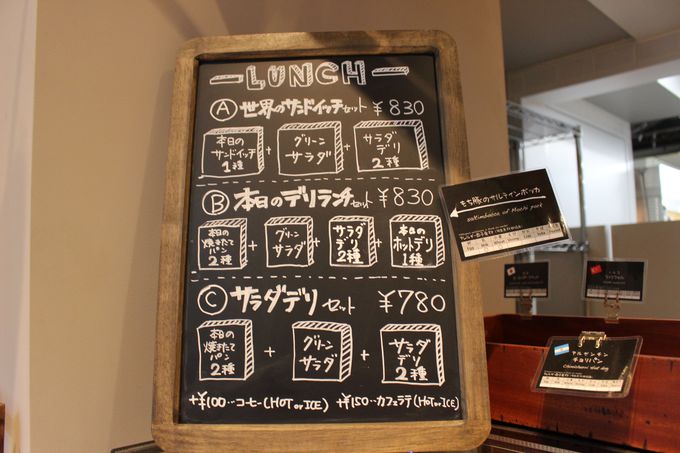 LUNCH
Ⓐ 世界のサンドイッチセット ¥830
本日の
サンドイッチ
1種
+
グリーン
サラダ
+
サラダ
デリ
2種
Ⓑ 本日のデリランチセット ¥830
本日の
焼きたて
パン
2種
+
グリーン
サラダ
+
サラダ
デリ
2種
+
本日の
ホットデリ
1種
Ⓒ サラダデリセット ¥780
本日の
焼きたて
パン
2種
+
グリーン
サラダ
+
サラダ
デリ
2種
+¥100‥コーヒー(HOT or ICE) +¥150‥カフェラテ(HOT or ICE)
もち豚のサルティンボッカ
saltimbocca of Mochi pork
アルゼンチン
チョリパン